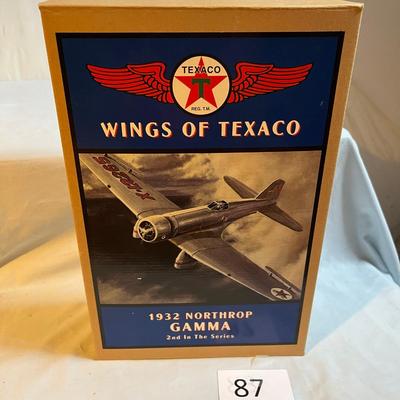 TEXACO
T
REG. T.M.
WINGS OF TEXACO
1932 NORTHROP
GAMMA
2nd In The Series
87